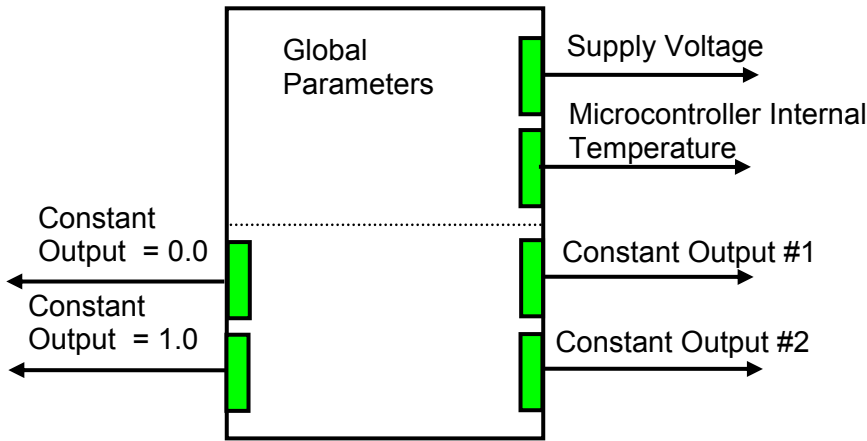 Global
Parameters
Supply Voltage
Microcontroller Internal
Temperature
Constant
Output = 0.0
Constant
Output = 1.0
Constant Output #1
Constant Output #2